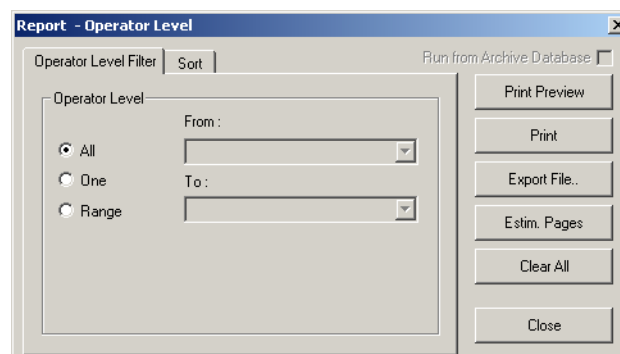 Report - Operator Level
Operator Level Filter
Sort
Run from Archive Database
Operator Level
From :
All
One
To :
Range
Print Preview
Print
Export File..
Estim. Pages
Clear All
Close